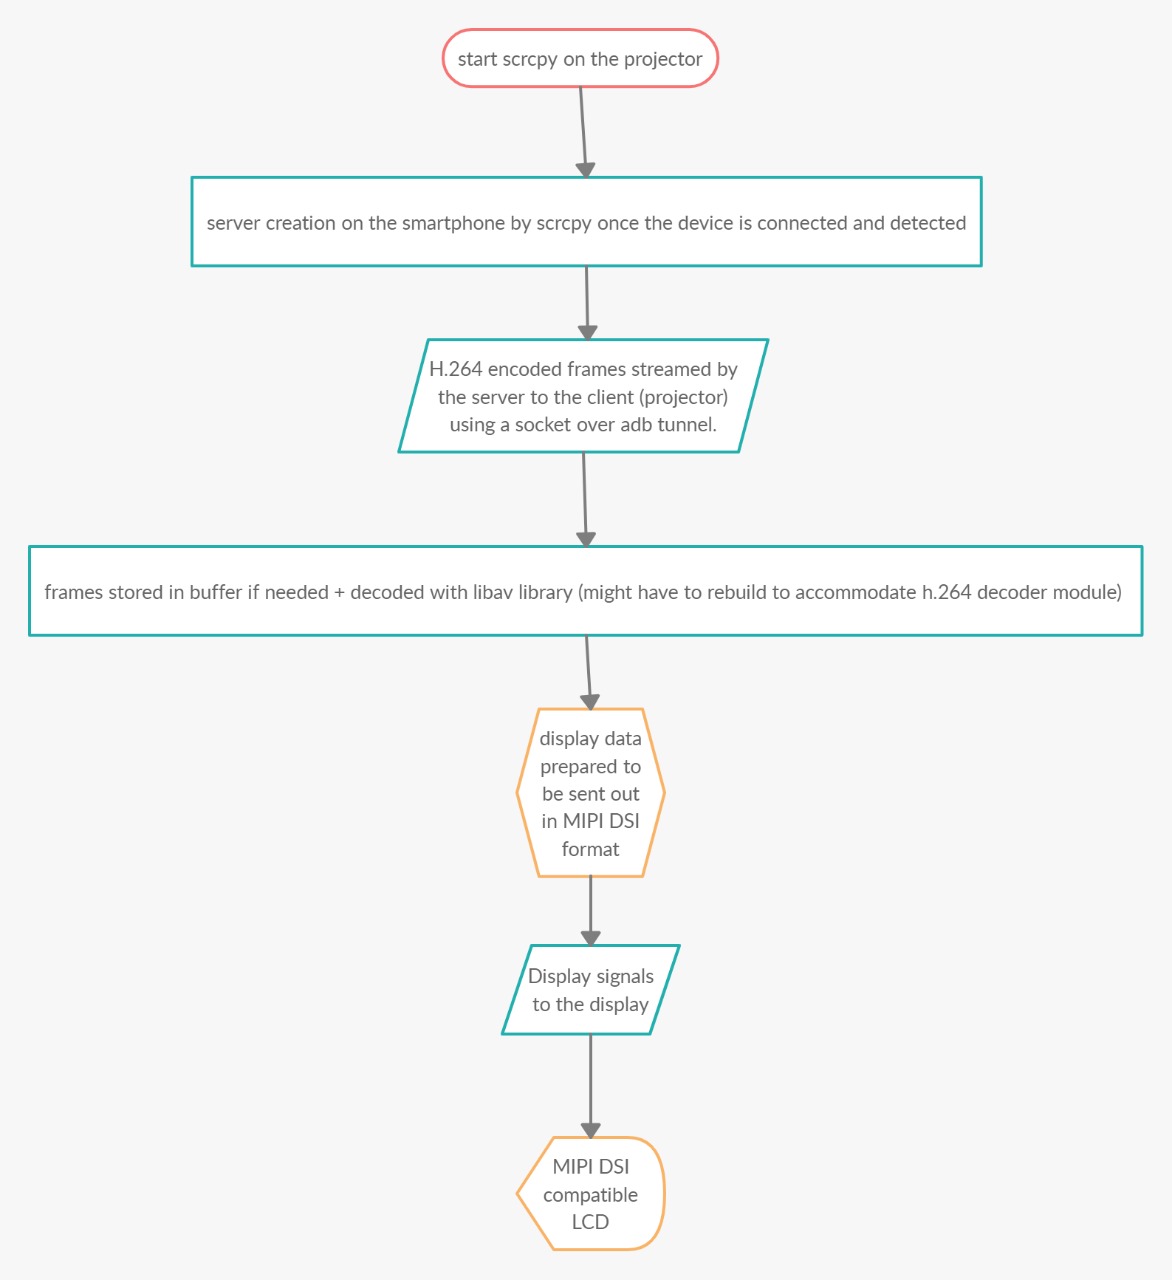 start scrcpy on the projector
server creation on the smartphone by scrcpy once the device is connected and detected
H.264 encoded frames streamed by
the server to the client (projector)
using a socket over adb tunnel.
frames stored in buffer if needed + decoded with libav library (might have to rebuild to accommodate h.264 decoder module)
display data
prepared to
be sent out
in MIPI DSI
format
Display signals
to the display
MIPI DSI
compatible
LCD